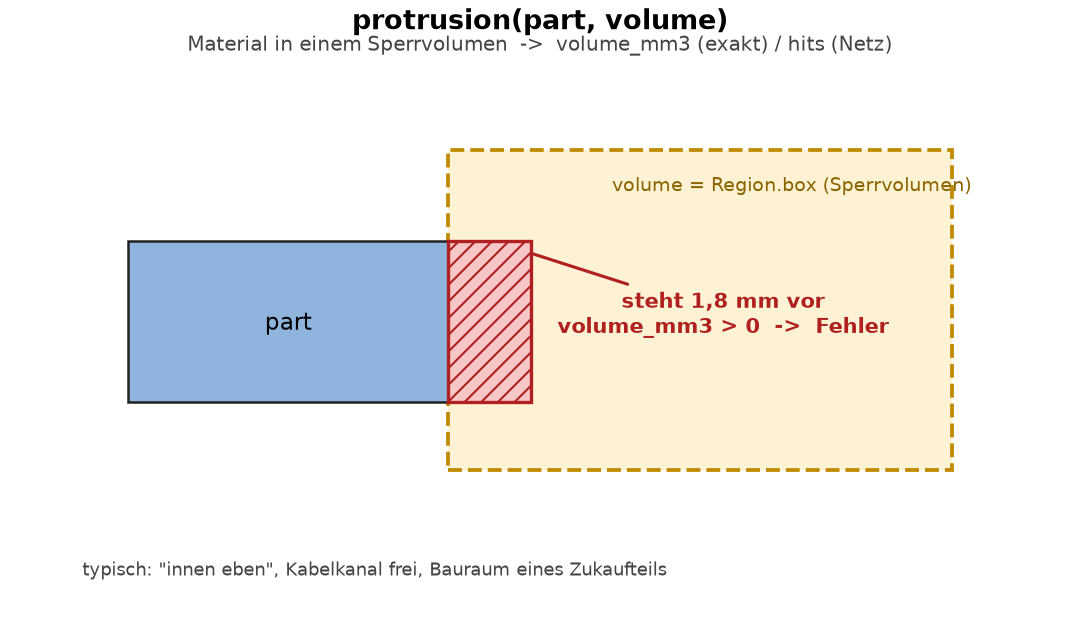 protrusion(part, volume)
Material in einem Sperrvolumen  ->  volume_mm3 (exakt) / hits (Netz)
volume = Region.box (Sperrvolumen)
steht 1,8 mm vor
volume_mm3 > 0  ->  Fehler
part
typisch: "innen eben", Kabelkanal frei, Bauraum eines Zukaufteils